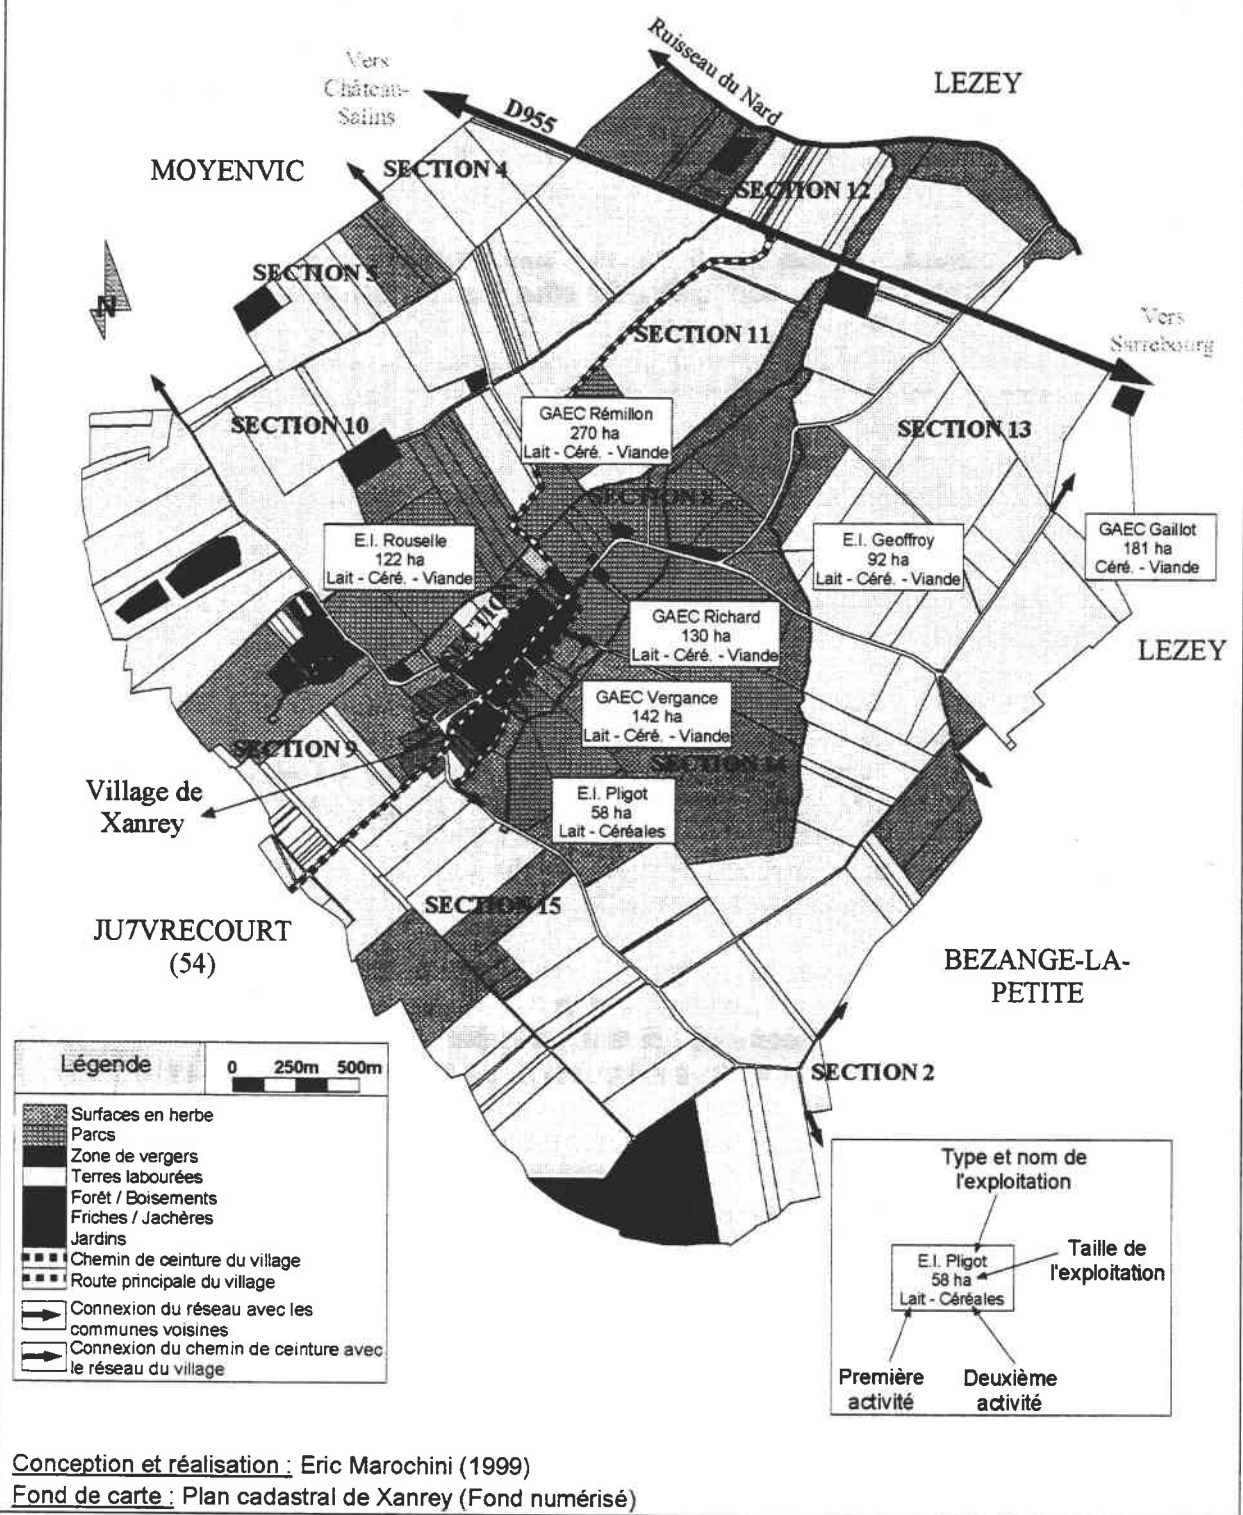 Ruisseau du Nard
LEZEY
Vers
Château-
Salins
D955
MOYENVIC
SECTION 4
SECTION 12
SECTION 5
N
SECTION 11
Vers
Sarrebourg
SECTION 10
GAEC Rémillon
270 ha
Lait - Céré. - Viande
SECTION 13
SECTION 8
E.I. Rouselle
122 ha
Lait - Céré. - Viande
E.I. Geoffroy
92 ha
Lait - Céré. - Viande
GAEC Gaillot
181 ha
Céré. - Viande
GAEC Richard
130 ha
Lait - Céré. - Viande
LEZEY
GAEC Vergance
142 ha
Lait - Céré. - Viande
SECTION 9
SECTION 14
Village de
Xanrey
E.I. Pligot
58 ha
Lait - Céréales
SECTION 15
JU7VRECOURT
(54)
BEZANGE-LA-
PETITE
SECTION 2
Légende
0 250m 500m
Surfaces en herbe
Parcs
Zone de vergers
Terres labourées
Forêt / Boisements
Friches / Jachères
Jardins
Chemin de ceinture du village
Route principale du village
Connexion du réseau avec les
communes voisines
Connexion du chemin de ceinture avec
le réseau du village
Type et nom de
l'exploitation
E.I. Pligot
58 ha
Lait - Céréales
Taille de
l'exploitation
Première
activité
Deuxième
activité
Conception et réalisation : Eric Marochini (1999)
Fond de carte : Plan cadastral de Xanrey (Fond numérisé)